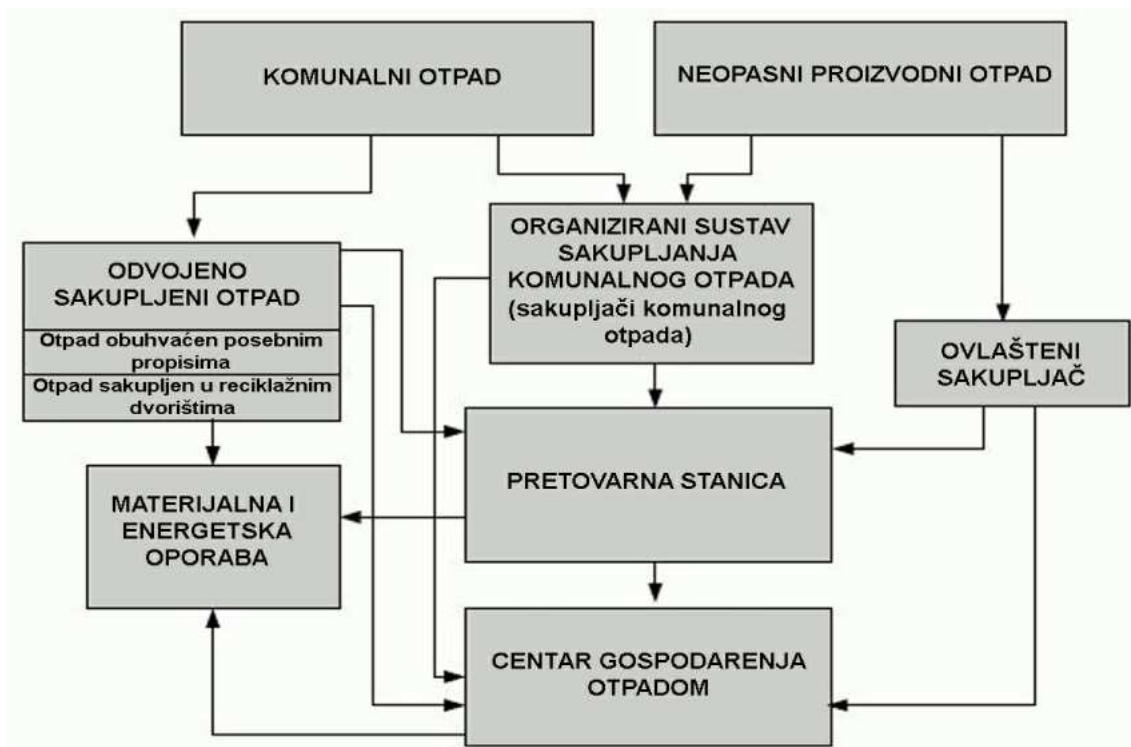 KOMUNALNI OTPAD
NEOPASNI PROIZVODNI OTPAD
ORGANIZIRANI SUSTAV
SAKUPLJANJA
KOMUNALNOG OTPADA
(sakupljači komunalnog
otpada)
ODVOJENO
SAKUPLJENI OTPAD
Otpad obuhvaćen posebnim
propisima
Otpad sakupljen u reciklažnim
dvorištima
OVLAŠTENI
SAKUPLJAČ
PRETOVARNA STANICA
MATERIJALNA I
ENERGETSKA
OPORABA
CENTAR GOSPODARENJA
OTPADOM